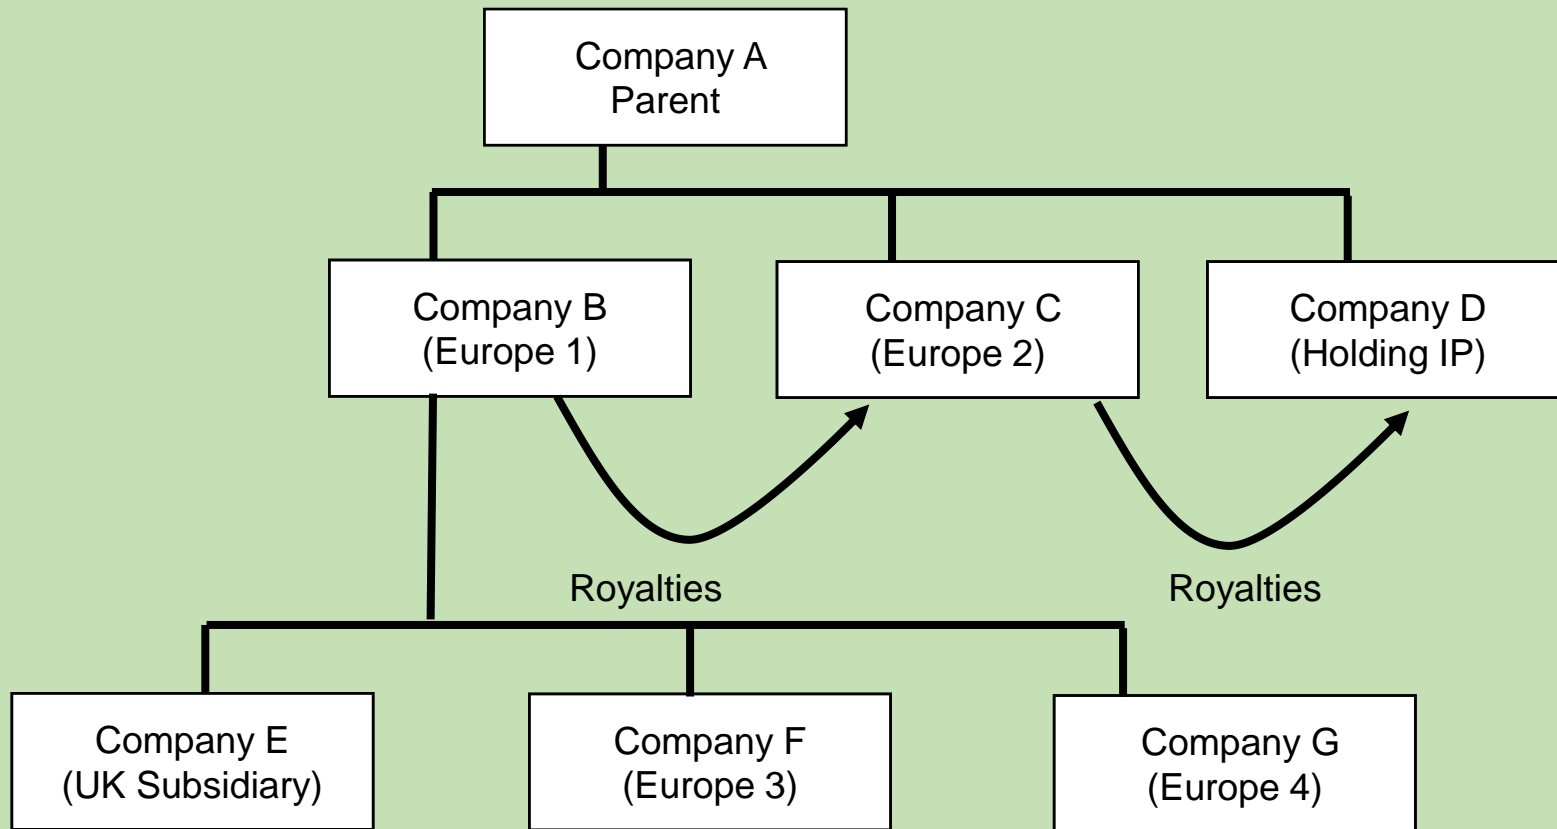 Company A
Parent
Company B
(Europe 1)
Company C
(Europe 2)
Company D
(Holding IP)
Royalties
Royalties
Company E
(UK Subsidiary)
Company F
(Europe 3)
Company G
(Europe 4)